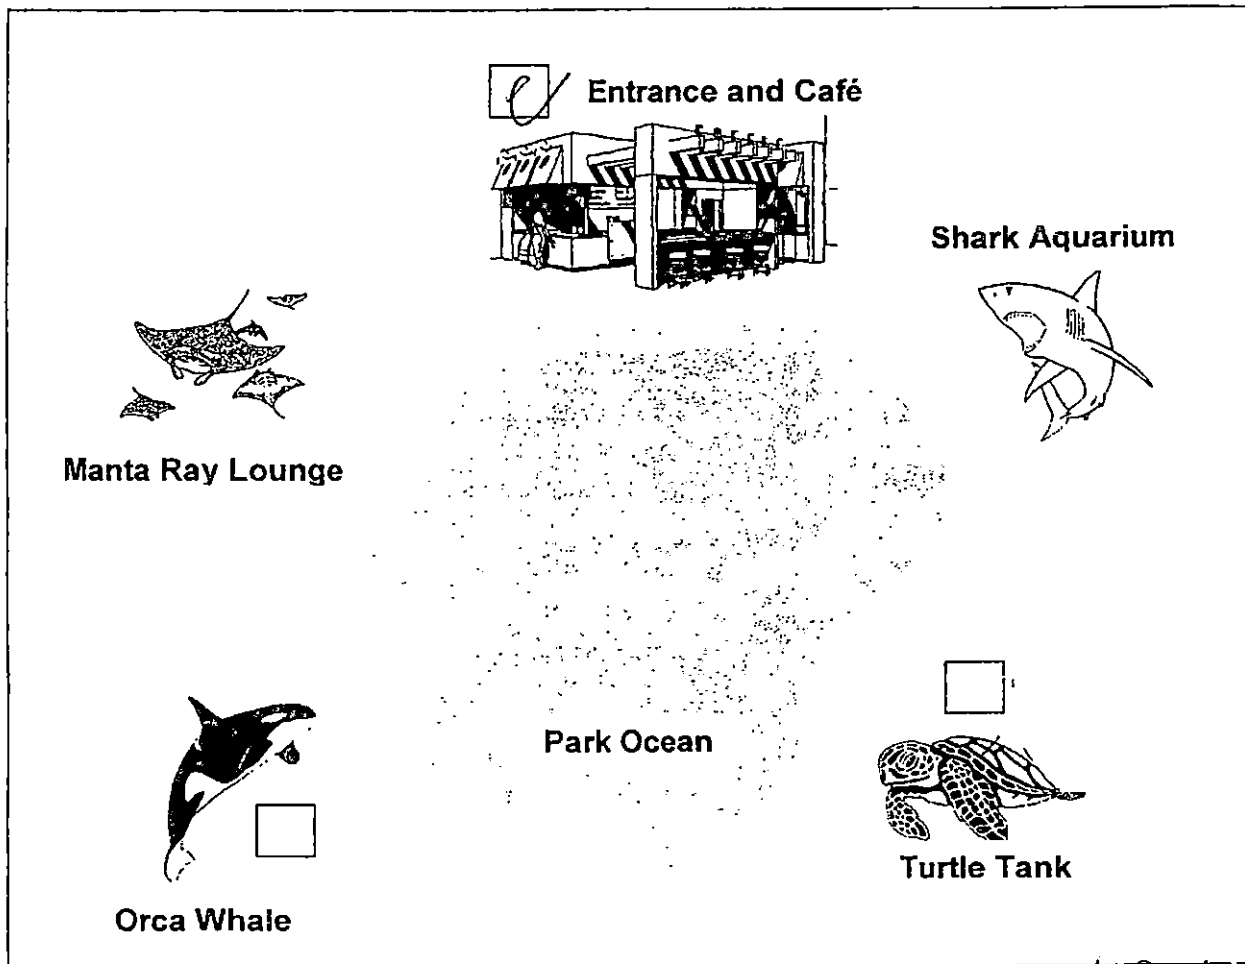 Entrance and Café
Shark Aquarium
Manta Ray Lounge
Park Ocean
Turtle Tank
Orca Whale